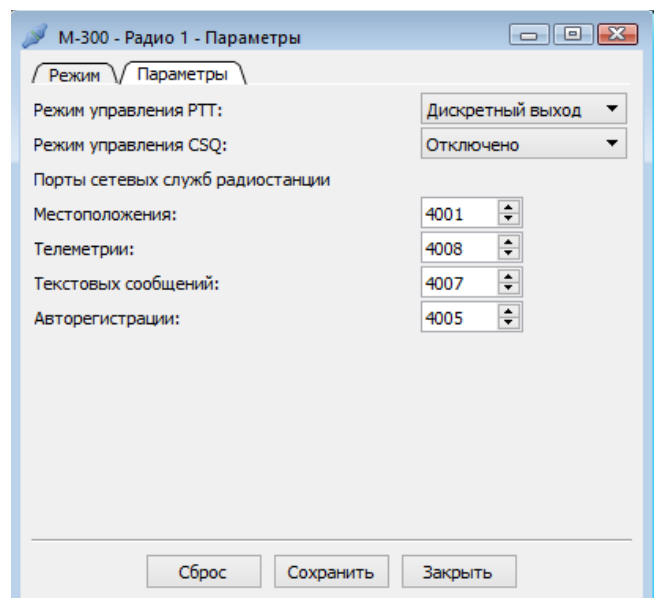 М-300 - Радио 1 - Параметры
Режим Параметры
Режим управления PTT: Дискретный выход
Режим управления CSQ: Отключено
Порты сетевых служб радиостанции
Местоположения: 4001
Телеметрии: 4008
Текстовых сообщений: 4007
Авторегистрации: 4005
Сброс Сохранить Закрыть